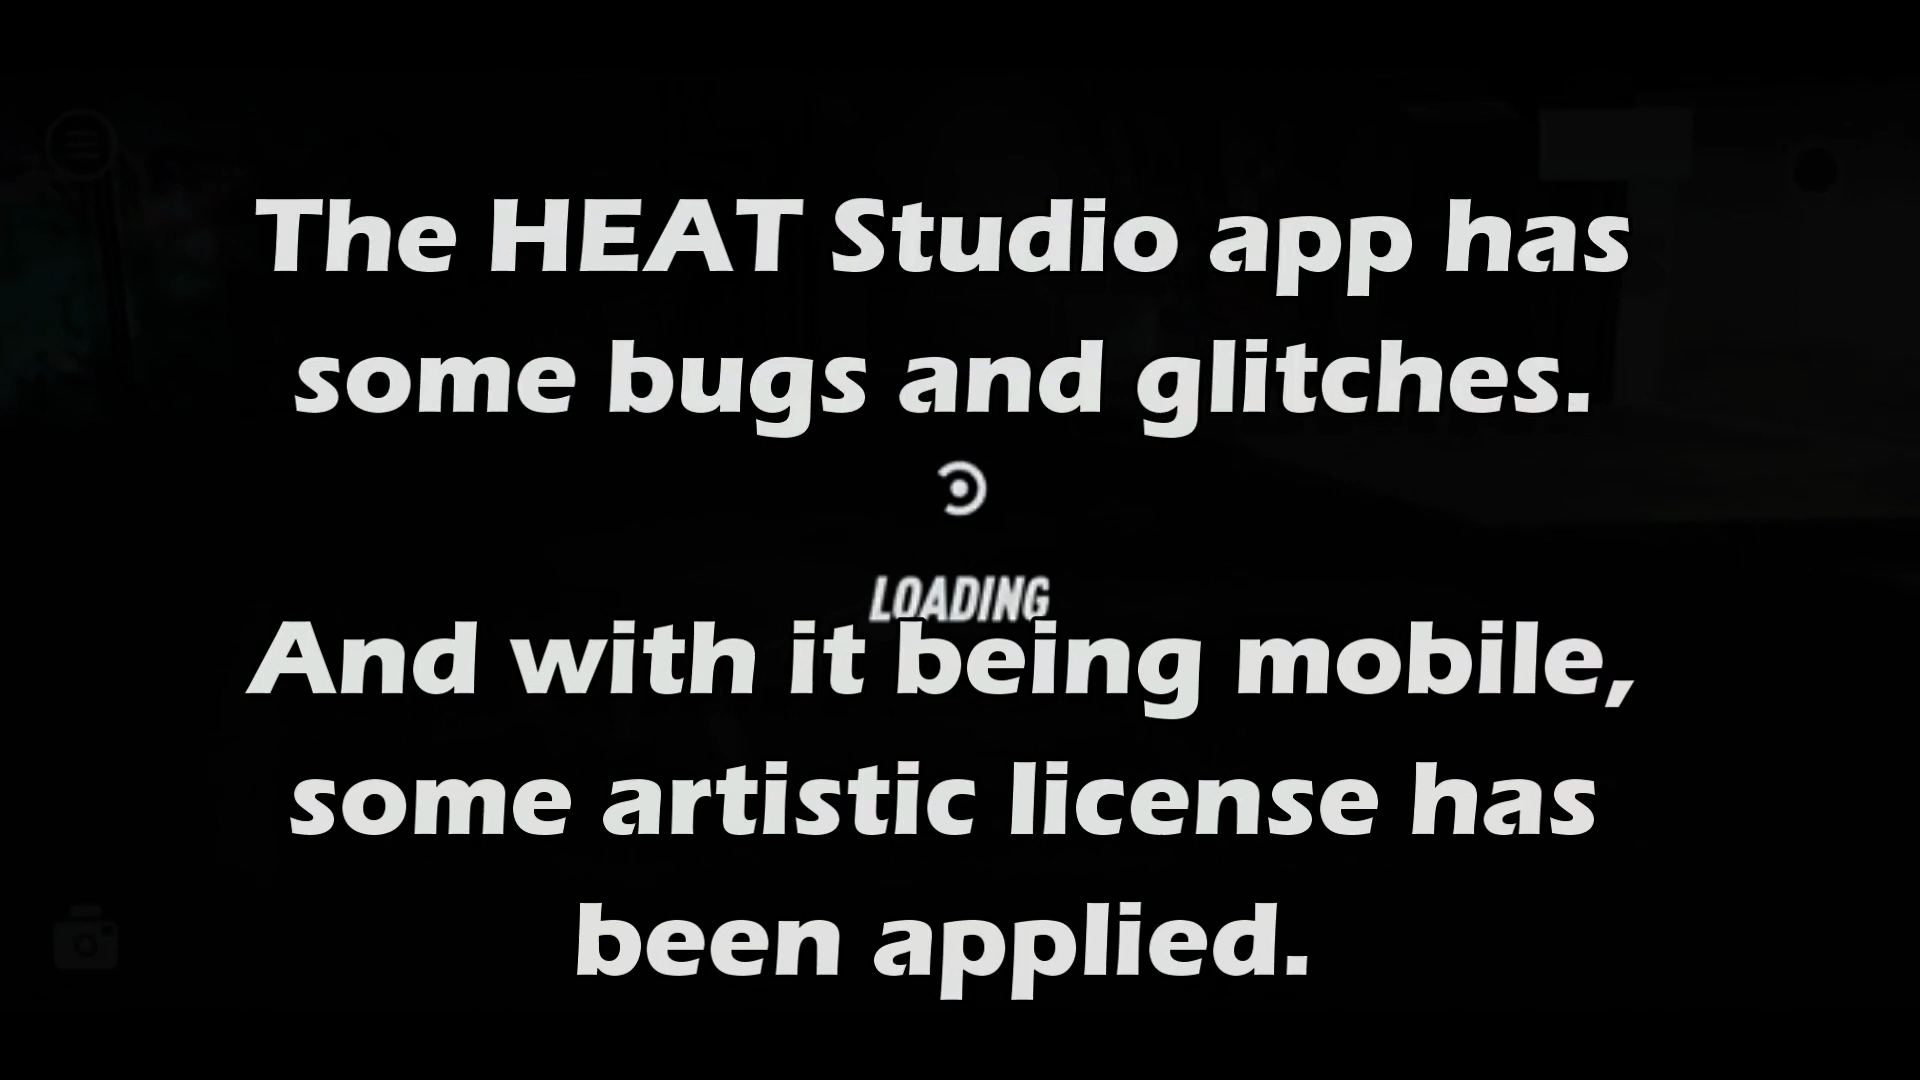 The HEAT Studio app has
some bugs and glitches.
LOADING
And with it being mobile,
some artistic license has
been applied.